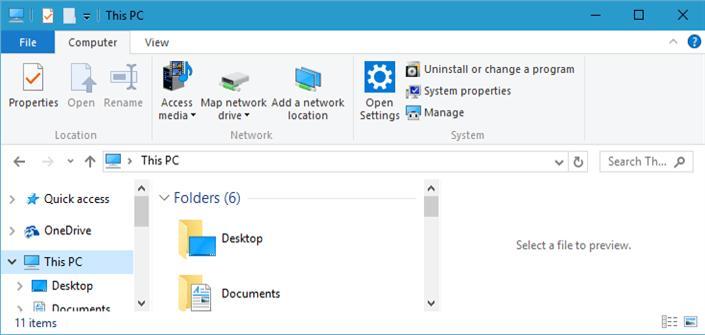 This PC
File Computer View
Properties Open Rename Access media Map network drive Add a network location Open Settings Uninstall or change a program
System properties
Manage
Location Network System
This PC Search Th...
Quick access
OneDrive
This PC
Desktop
Documents
Folders (6)
Desktop
Documents
Select a file to preview.
11 items